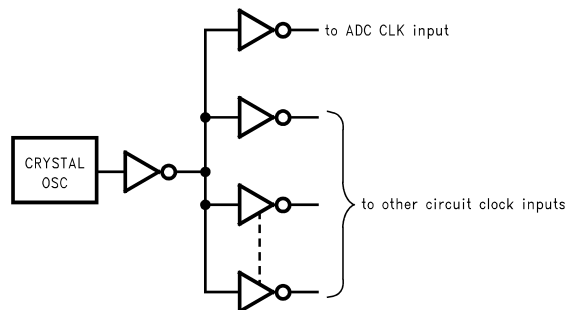 to ADC CLK input
CRYSTAL
OSC
to other circuit clock inputs